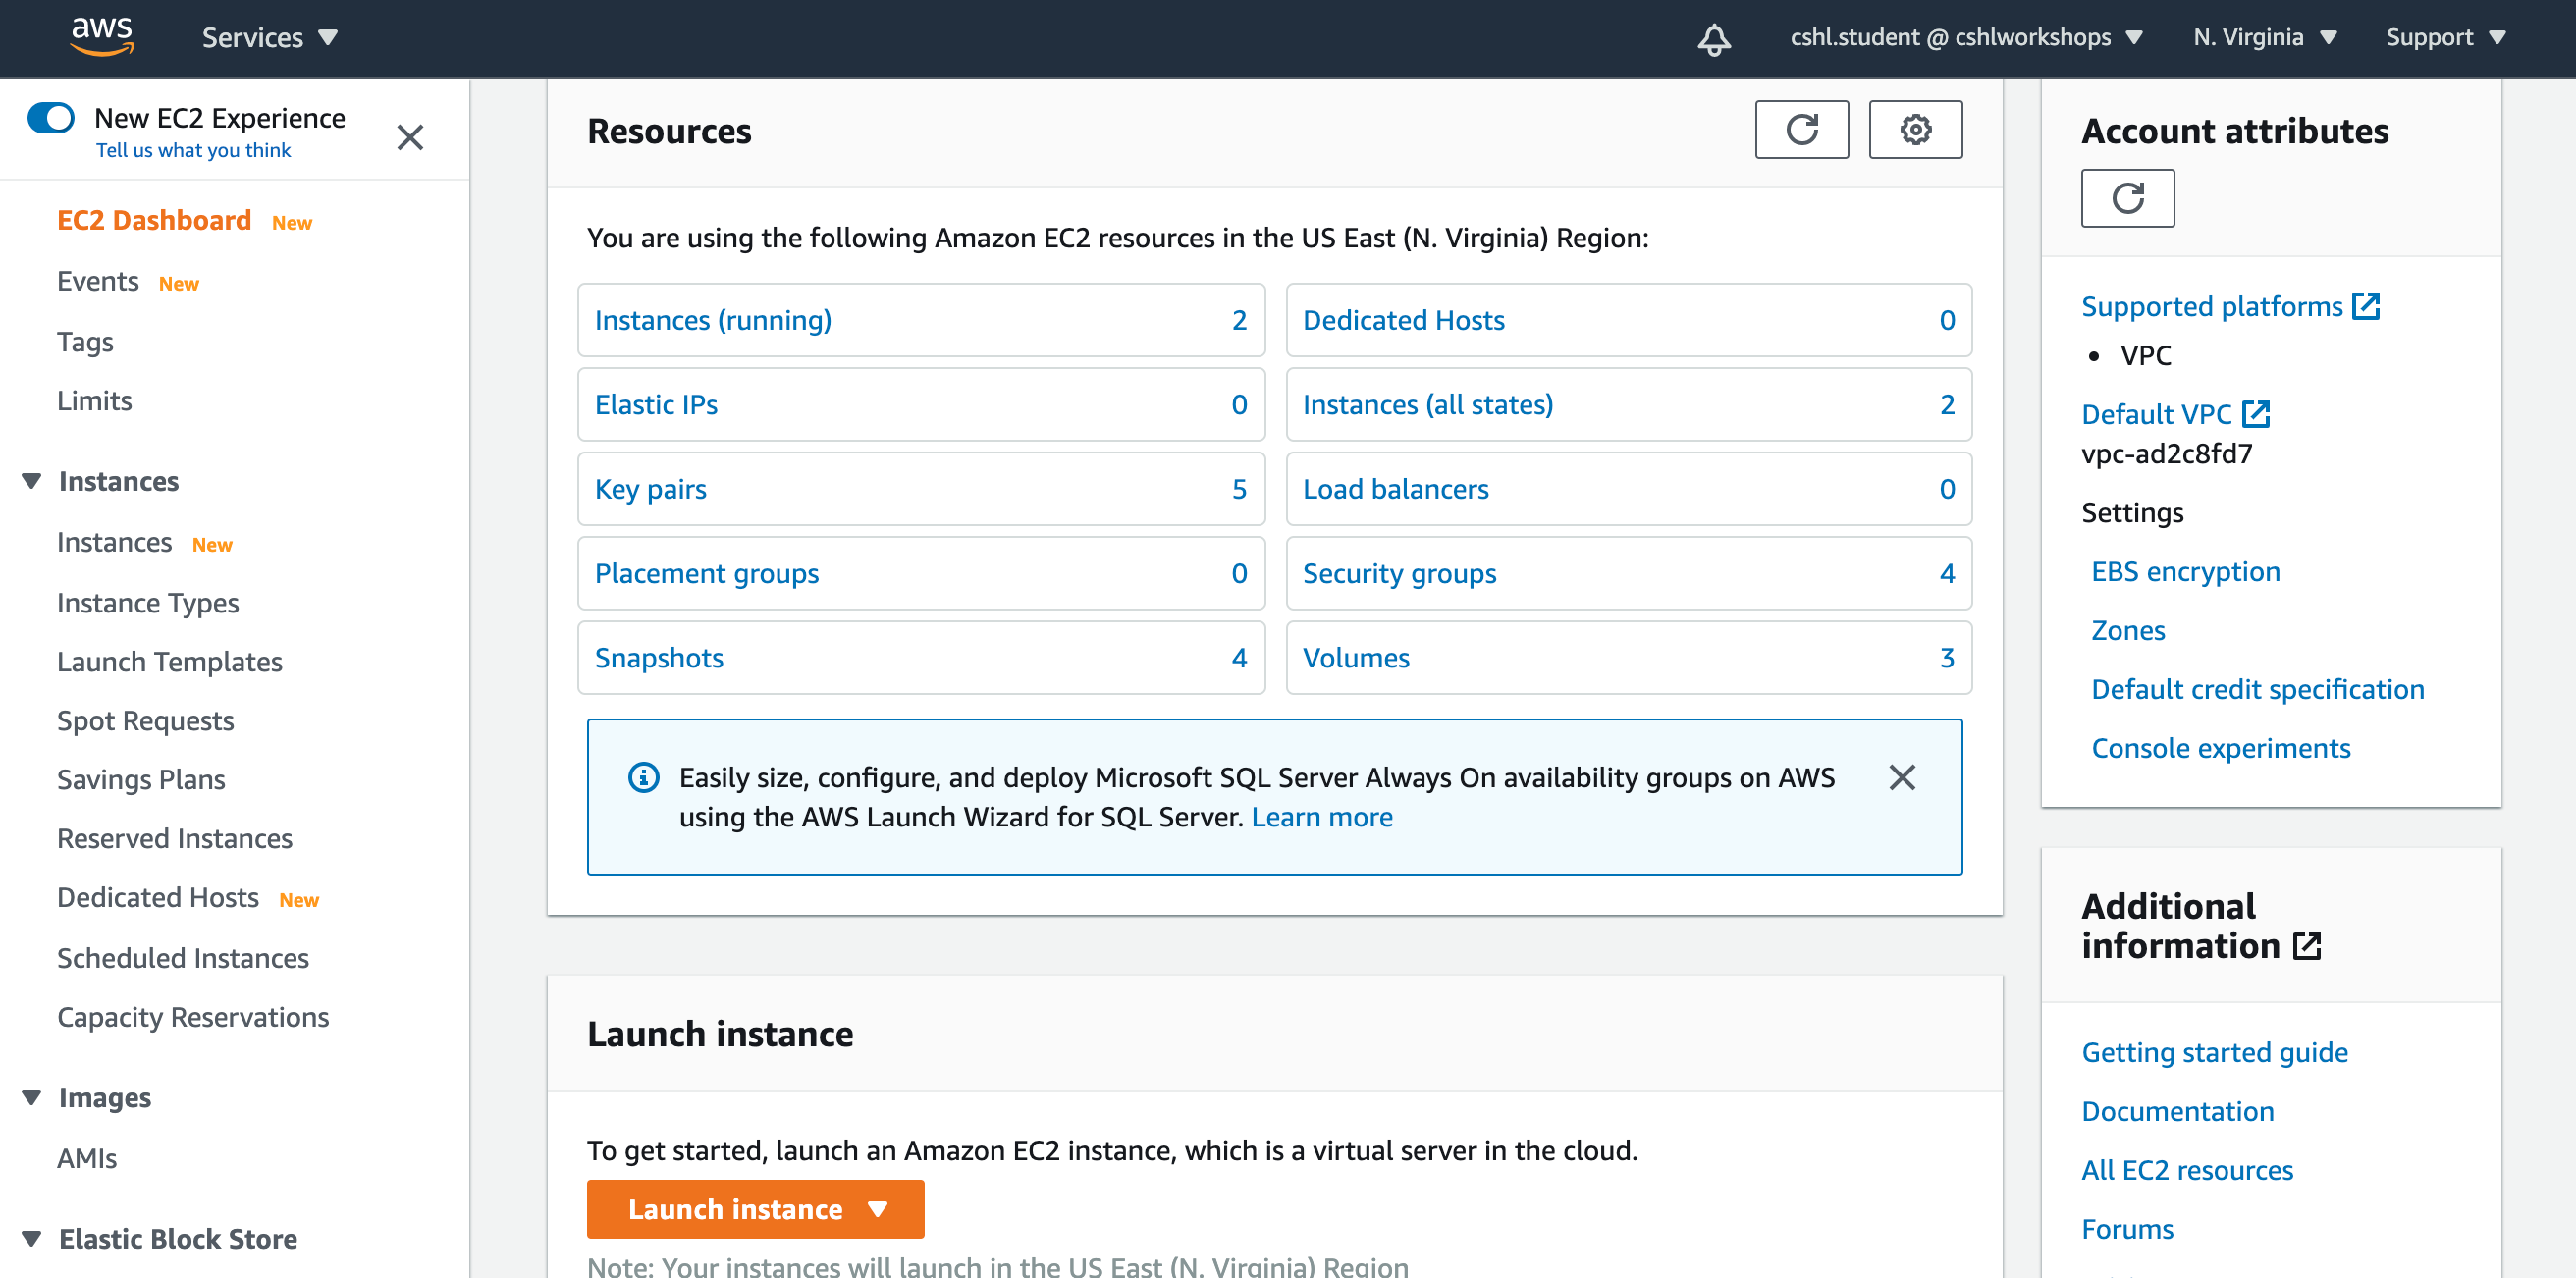 aws
Services
cshl.student @ cshlworkshops
N. Virginia
Support
New EC2 Experience
Tell us what you think
EC2 Dashboard New
Events New
Tags
Limits
Instances
Instances New
Instance Types
Launch Templates
Spot Requests
Savings Plans
Reserved Instances
Dedicated Hosts New
Scheduled Instances
Capacity Reservations
Images
AMIs
Elastic Block Store
Resources
You are using the following Amazon EC2 resources in the US East (N. Virginia) Region:
Instances (running) 2
Dedicated Hosts 0
Elastic IPs 0
Instances (all states) 2
Key pairs 5
Load balancers 0
Placement groups 0
Security groups 4
Snapshots 4
Volumes 3
Easily size, configure, and deploy Microsoft SQL Server Always On availability groups on AWS
using the AWS Launch Wizard for SQL Server. Learn more
Launch instance
To get started, launch an Amazon EC2 instance, which is a virtual server in the cloud.
Launch instance
Note: Your instances will launch in the US East (N. Virginia) Region
Account attributes
Supported platforms
• VPC
Default VPC
vpc-ad2c8fd7
Settings
EBS encryption
Zones
Default credit specification
Console experiments
Additional
information
Getting started guide
Documentation
All EC2 resources
Forums